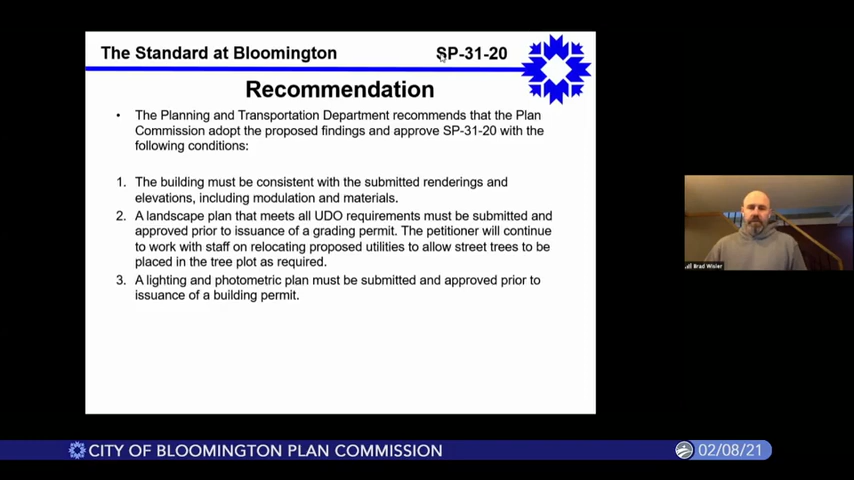 The Standard at Bloomington SP-31-20
Recommendation
• The Planning and Transportation Department recommends that the Plan
Commission adopt the proposed findings and approve SP-31-20 with the
following conditions:
1. The building must be consistent with the submitted renderings and
elevations, including modulation and materials.
2. A landscape plan that meets all UDO requirements must be submitted and
approved prior to issuance of a grading permit. The petitioner will continue
to work with staff on relocating proposed utilities to allow street trees to be
placed in the tree plot as required.
3. A lighting and photometric plan must be submitted and approved prior to
issuance of a building permit.
Brad Wisler
CITY OF BLOOMINGTON PLAN COMMISSION 02/08/21